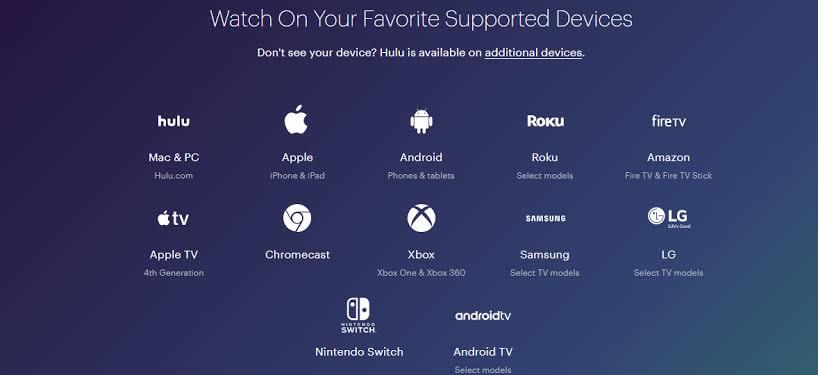 Watch On Your Favorite Supported Devices
Don't see your device? Hulu is available on additional devices.
hulu
Roku
fireTV
Mac & PC
Apple
Android
Roku
Amazon
Hulu.com
iPhone & iPad
Phones & tablets
Select models
Fire TV & Fire TV Stick
tv
SAMSUNG
LG
Life's Good
Apple TV
Chromecast
Xbox
Samsung
LG
4th Generation
Xbox One & Xbox 360
Select TV models
Select TV models
NINTENDO
SWITCH
androidtv
Nintendo Switch
Android TV
Select models